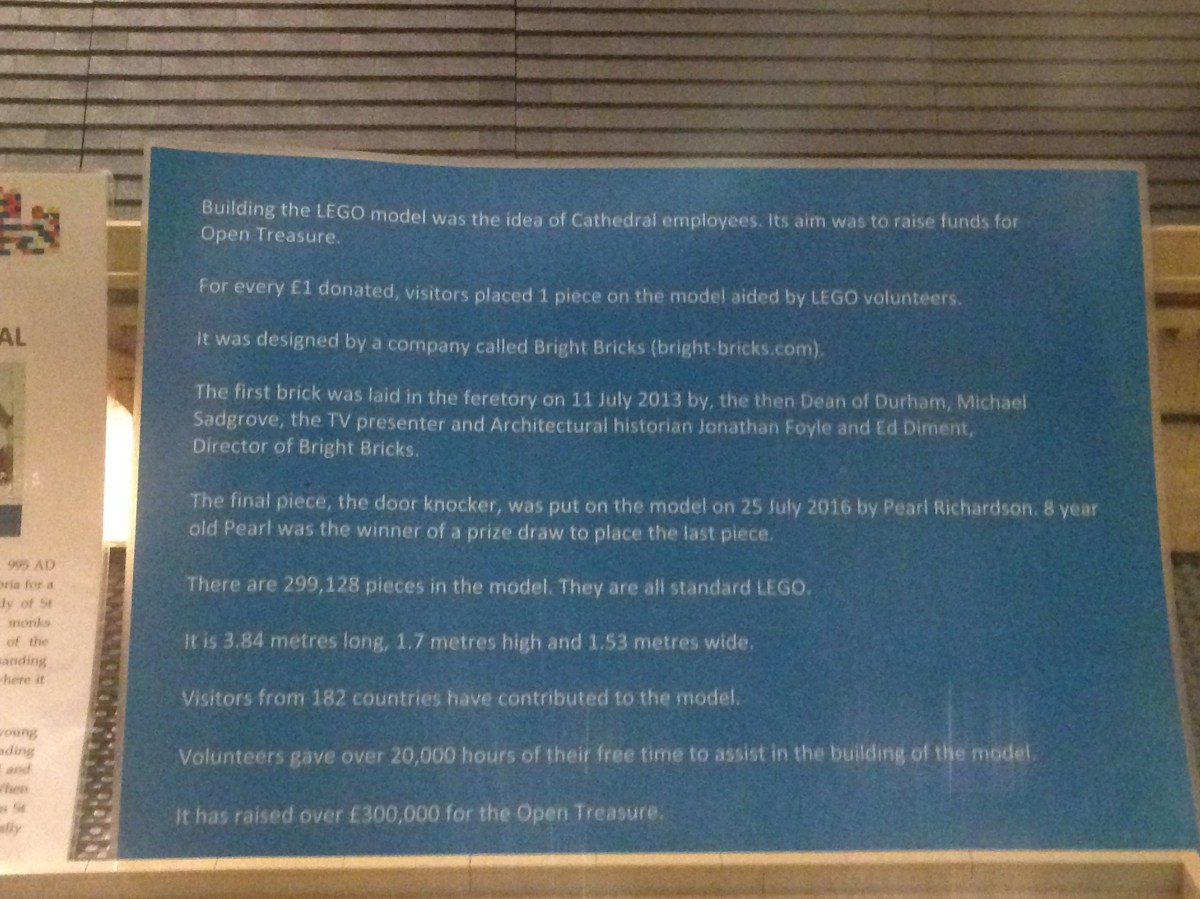 Building the LEGO model was the idea of Cathedral employees. Its aim was to raise funds for
Open Treasure.
For every £1 donated, visitors placed 1 piece on the model aided by LEGO volunteers.
It was designed by a company called Bright Bricks (bright-bricks.com).
The first brick was laid in the feretory on 11 July 2013 by, the then Dean of Durham, Michael
Sadgrove, the TV presenter and Architectural historian Jonathan Foyle and Ed Diment,
Director of Bright Bricks.
The final piece, the door knocker, was put on the model on 25 July 2016 by Pearl Richardson. 8 year
old Pearl was the winner of a prize draw to place the last piece.
There are 299,128 pieces in the model. They are all standard LEGO.
It is 3.84 metres long, 1.7 metres high and 1.53 metres wide.
Visitors from 182 countries have contributed to the model.
Volunteers gave over 20,000 hours of their free time to assist in the building of the model.
It has raised over £300,000 for the Open Treasure.
AL
995 AD
for a
of St
monks
of the
it
and
St